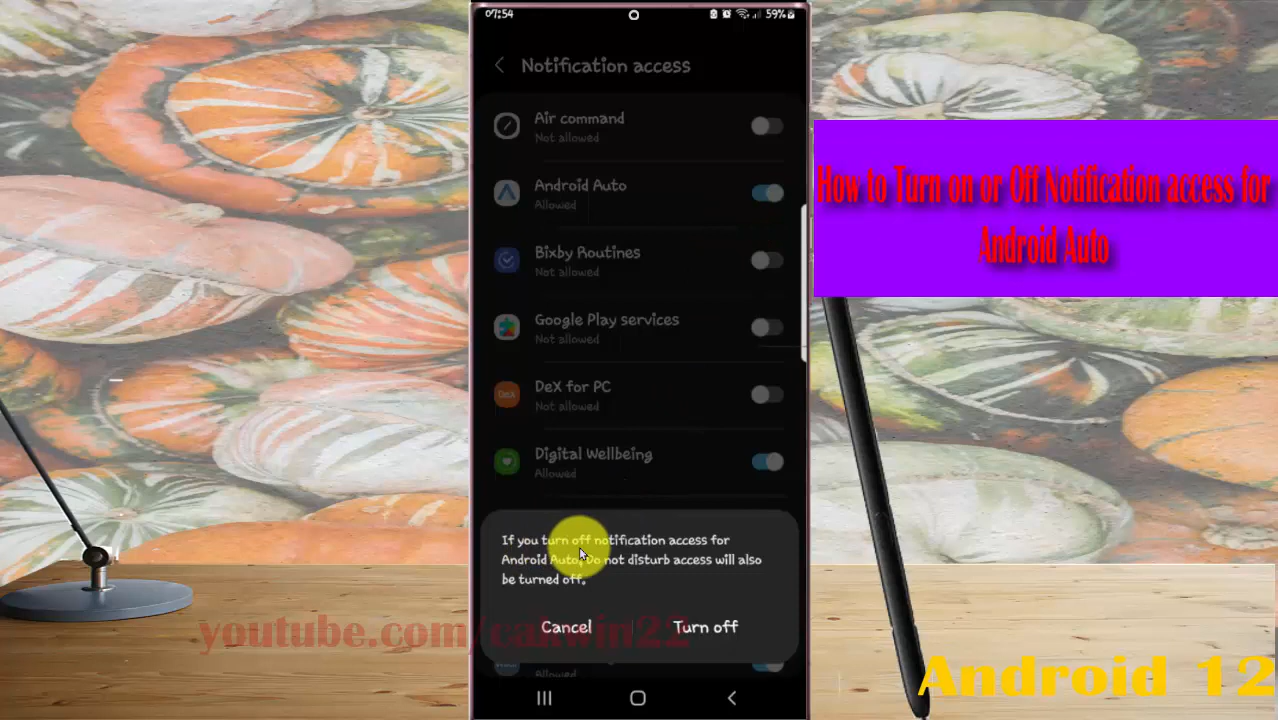 07:54
59%
Notification access
Air command
Not allowed
Android Auto
Allowed
Bixby Routines
Not allowed
Google Play services
Not allowed
DeX for PC
Not allowed
Digital Wellbeing
Allowed
If you turn off notification access for
Android Auto, Do not disturb access will also
be turned off.
Cancel
Turn off
Allowed
How to Turn on or Off Notification access for
Android Auto
youtube.com/cakwin22
Android 12